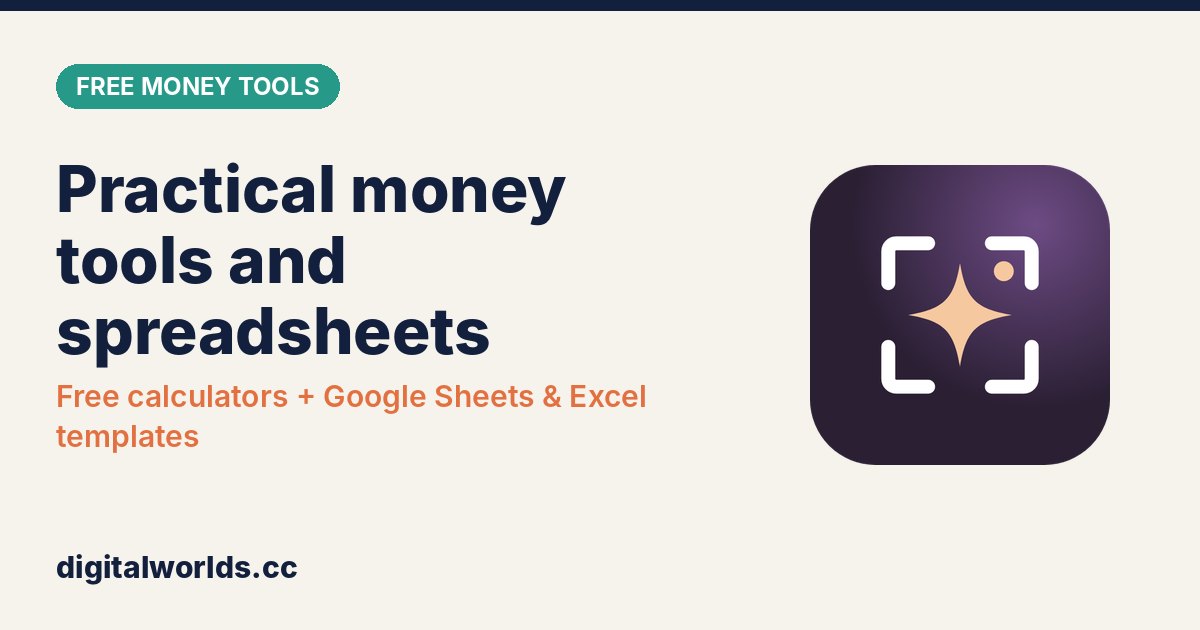 FREE MONEY TOOLS
Practical money
tools and
spreadsheets
Free calculators + Google Sheets & Excel
templates
digitalworlds.cc